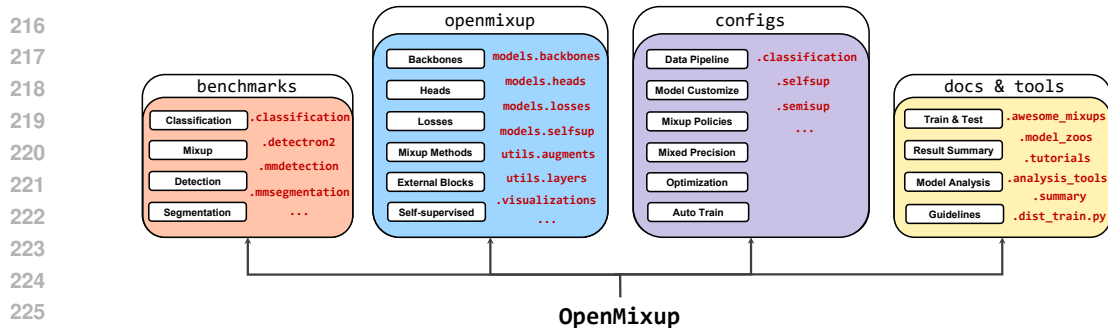 216
217
218
219
220
221
222
223
224
225
benchmarks
Classification
Mixup
Detection
Segmentation
.classification
.detectron2
.mmdetection
.mmsegmentation
...
openmixup
Backbones
Heads
Losses
Mixup Methods
External Blocks
Self-supervised
models.backbones
models.heads
models.losses
models.selfsup
utils.augments
utils.layers
.visualizations
...
configs
Data Pipeline
Model Customize
Mixup Policies
Mixed Precision
Optimization
Auto Train
.classification
.selfsup
.semisup
...
docs & tools
Train & Test
Result Summary
Model Analysis
Guidelines
.awesome_mixups
.model_zoos
.tutorials
.analysis_tools
.summary
.dist_train.py
OpenMixup